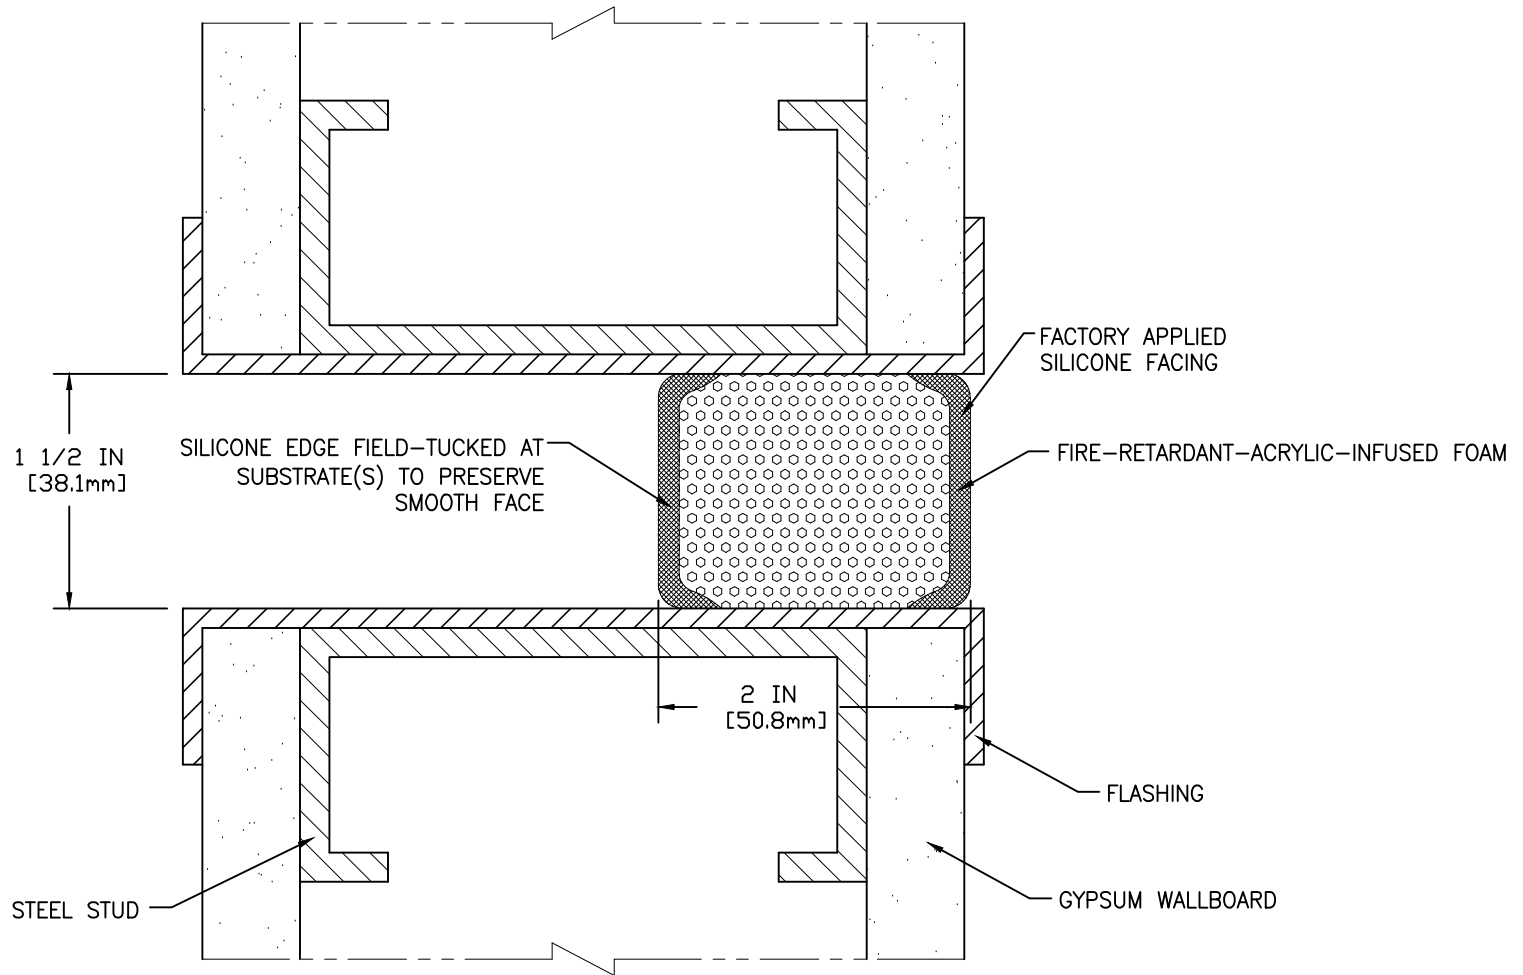 FACTORY APPLIED
SILICONE FACING
SILICONE EDGE FIELD-TUCKED AT
SUBSTRATE(S) TO PRESERVE
SMOOTH FACE
FIRE-RETARDANT-ACRYLIC-INFUSED FOAM
1 1/2 IN
[38.1mm]
2 IN
[50.8mm]
FLASHING
STEEL STUD
GYPSUM WALLBOARD